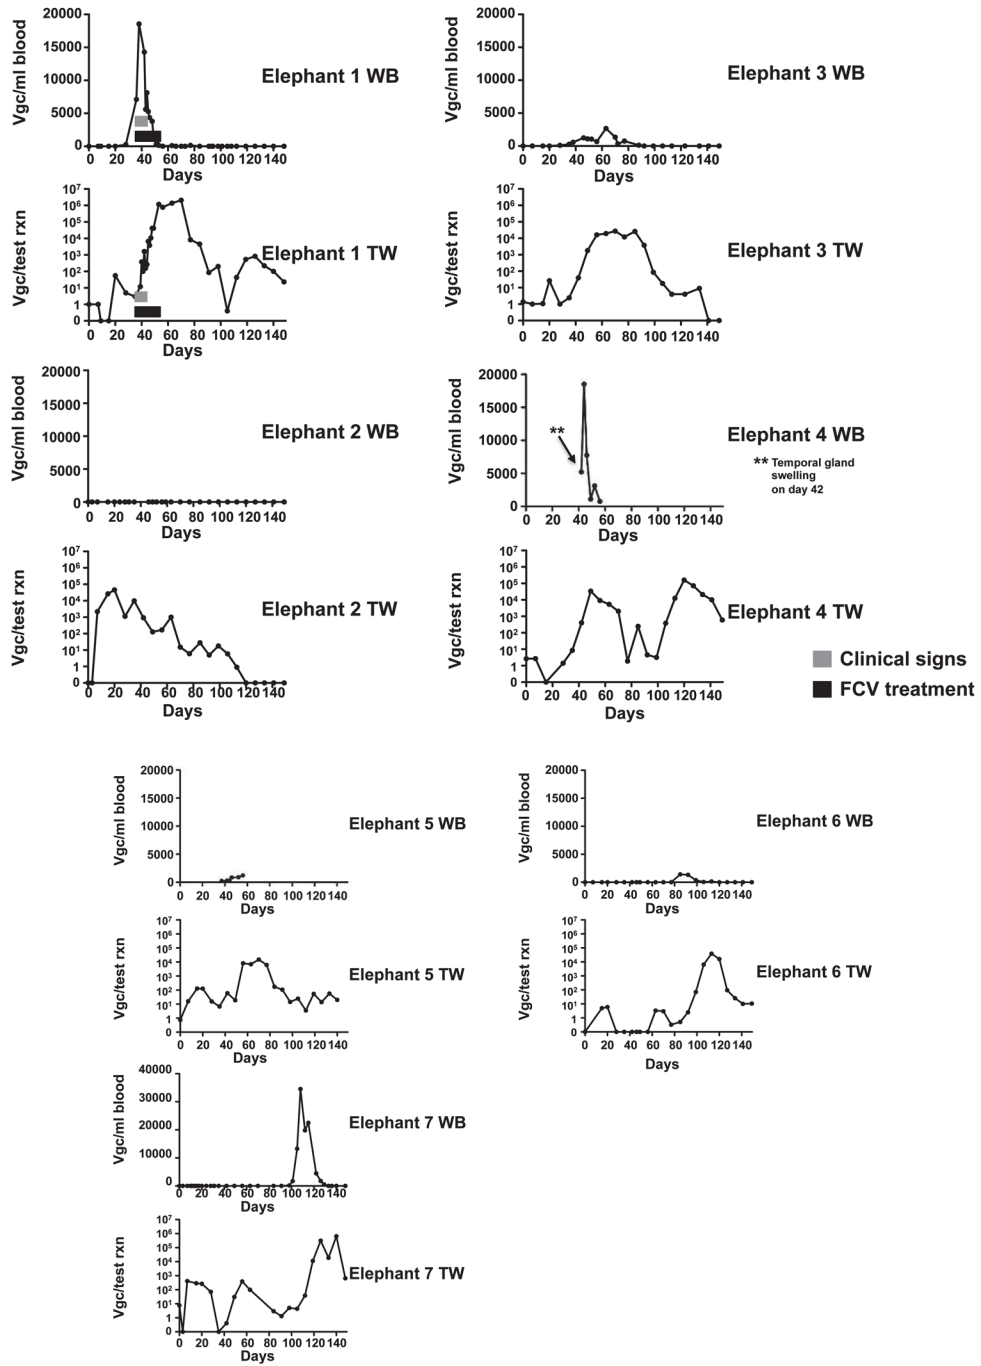 20000
15000
10000
5000
0
Vgc/ml blood
Elephant 1 WB
0 20 40 60 80 100 120 140
Days
20000
15000
10000
5000
0
Vgc/ml blood
Elephant 3 WB
0 20 40 60 80 100 120 140
Days
10⁷
10⁶
10⁵
10⁴
10³
10²
10¹
1
0
Vgc/test rxn
Elephant 1 TW
0 20 40 60 80 100 120 140
Days
10⁷
10⁶
10⁵
10⁴
10³
10²
10¹
1
0
Vgc/test rxn
Elephant 3 TW
0 20 40 60 80 100 120 140
Days
20000
15000
10000
5000
0
Vgc/ml blood
Elephant 2 WB
0 20 40 60 80 100 120 140
Days
20000
15000
10000
5000
0
Vgc/ml blood
**
Elephant 4 WB
** Temporal gland
swelling
on day 42
0 20 40 60 80 100 120 140
Days
10⁷
10⁶
10⁵
10⁴
10³
10²
10¹
1
0
Vgc/test rxn
Elephant 2 TW
0 20 40 60 80 100 120 140
Days
10⁷
10⁶
10⁵
10⁴
10³
10²
10¹
1
0
Vgc/test rxn
Elephant 4 TW
0 20 40 60 80 100 120 140
Days
Clinical signs
FCV treatment
20000
15000
10000
5000
0
Vgc/ml blood
Elephant 5 WB
0 20 40 60 80 100 120 140
Days
20000
15000
10000
5000
0
Vgc/ml blood
Elephant 6 WB
0 20 40 60 80 100 120 140
Days
10⁷
10⁶
10⁵
10⁴
10³
10²
10¹
1
0
Vgc/test rxn
Elephant 5 TW
0 20 40 60 80 100 120 140
Days
10⁷
10⁶
10⁵
10⁴
10³
10²
10¹
1
0
Vgc/test rxn
Elephant 6 TW
0 20 40 60 80 100 120 140
Days
40000
30000
20000
10000
0
Vgc/ml blood
Elephant 7 WB
0 20 40 60 80 100 120 140
Days
10⁷
10⁶
10⁵
10⁴
10³
10²
10¹
1
0
Vgc/test rxn
Elephant 7 TW
0 20 40 60 80 100 120 140
Days